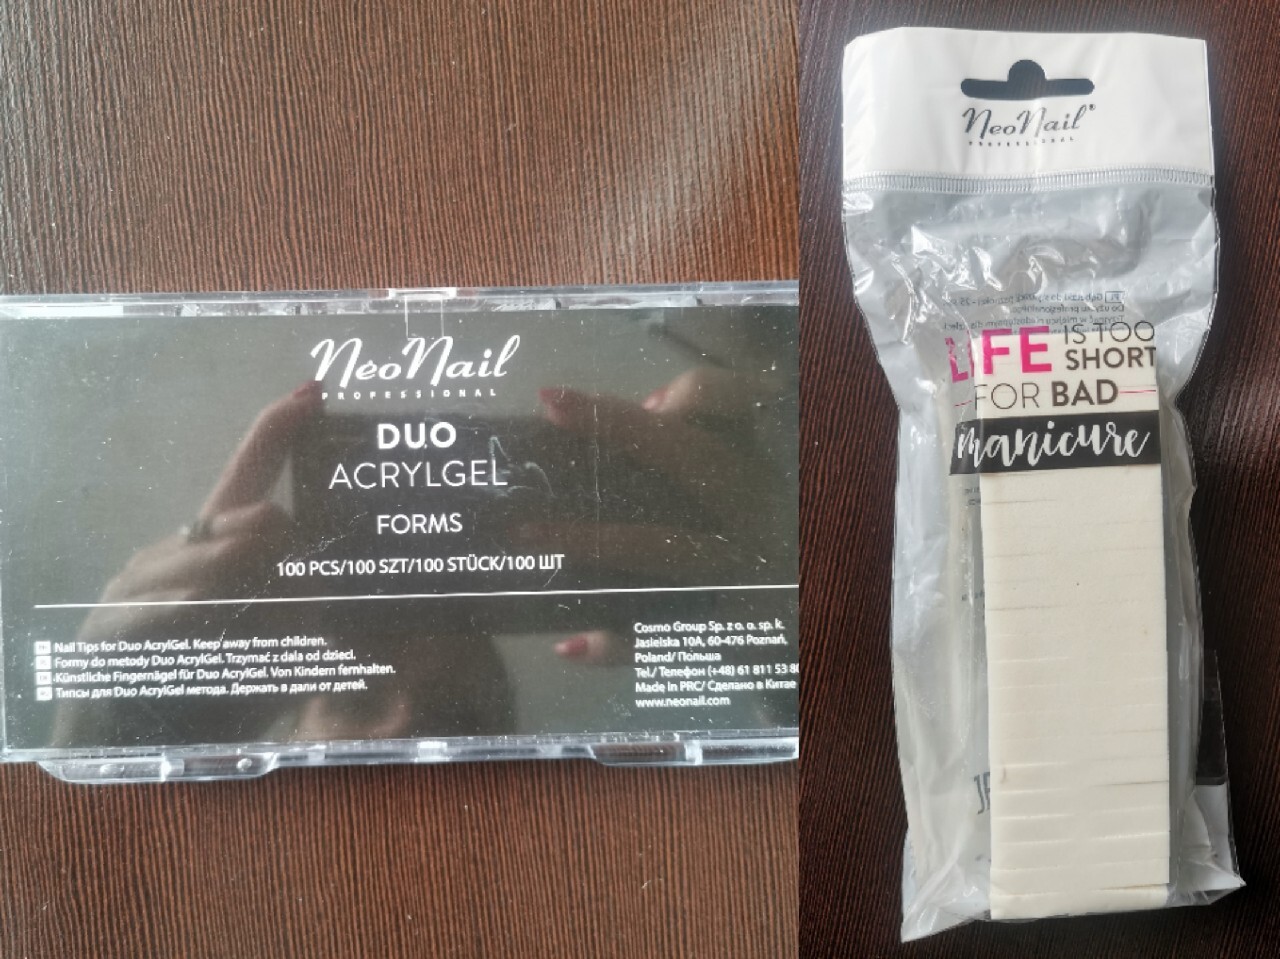 NeoNail
PROFESSIONAL
DUO
ACRYLGEL
FORMS
100 PCS/100 SZT/100 STÜCK/100 ШТ
Nail Tips for Duo AcrylGel. Keep away from children.
Formy do metody Duo AcrylGel. Trzymać z dala od dzieci.
Künstliche Fingernägel für Duo AcrylGel. Von Kindern fernhalten.
Типсы для Duo AcrylGel метода. Держать в дали от детей.
Cosmo Group Sp. z o. o. sp. k.
Jasielska 10A, 60-476 Poznań,
Poland/ Польша
Tel./ Телефон (+48) 61 811 53 80
Made in PRC/ Сделано в Китае
www.neonail.com
NeoNail®
PROFESSIONAL
LIFE IS TOO
SHORT
FOR BAD
manicure